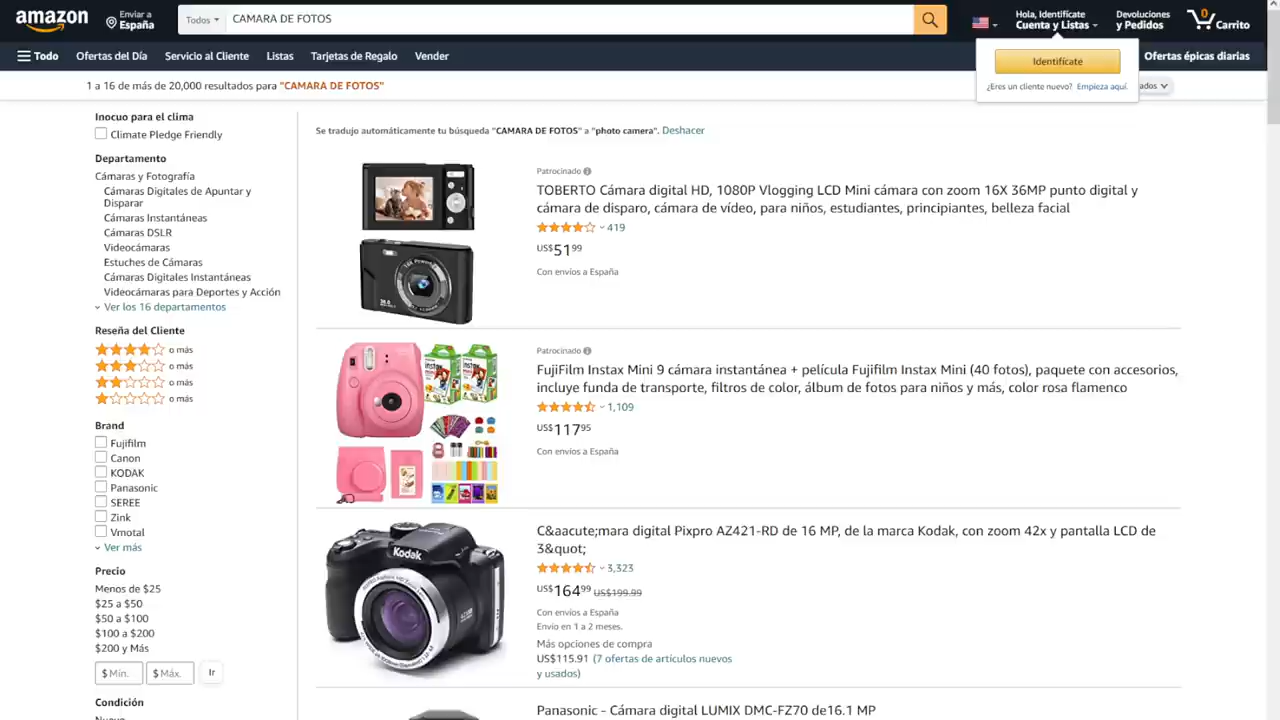 amazon
Enviar a
España
Todos
CAMARA DE FOTOS
Hola, Identifícate
Cuenta y Listas
Devoluciones
y Pedidos
0
Carrito
Todo
Ofertas del Día
Servicio al Cliente
Listas
Tarjetas de Regalo
Vender
Identifícate
¿Eres un cliente nuevo? Empieza aquí.
Ofertas épicas diarias
1 a 16 de más de 20,000 resultados para "CAMARA DE FOTOS"
ados
Inocuo para el clima
Climate Pledge Friendly
Departamento
Cámaras y Fotografía
Cámaras Digitales de Apuntar y
Disparar
Cámaras Instantáneas
Cámaras DSLR
Videocámaras
Estuches de Cámaras
Cámaras Digitales Instantáneas
Videocámaras para Deportes y Acción
Ver los 16 departamentos
Reseña del Cliente
o más
o más
o más
o más
Brand
Fujifilm
Canon
KODAK
Panasonic
SEREE
Zink
Vmotal
Ver más
Precio
Menos de $25
$25 a $50
$50 a $100
$100 a $200
$200 y Más
$ Mín.
$ Máx.
Ir
Condición
Nuevo
Se tradujo automáticamente tu búsqueda "CAMARA DE FOTOS" a "photo camera". Deshacer
Patrocinado
TOBERTO Cámara digital HD, 1080P Vlogging LCD Mini cámara con zoom 16X 36MP punto digital y
cámara de disparo, cámara de vídeo, para niños, estudiantes, principiantes, belleza facial
419
US$5199
Con envíos a España
Patrocinado
FujiFilm Instax Mini 9 cámara instantánea + película Fujifilm Instax Mini (40 fotos), paquete con accesorios,
incluye funda de transporte, filtros de color, álbum de fotos para niños y más, color rosa flamenco
1,109
US$11795
Con envíos a España
Kodak
C&aacute;mara digital Pixpro AZ421-RD de 16 MP, de la marca Kodak, con zoom 42x y pantalla LCD de
3&quot;
3,323
US$16499 US$199.99
Con envíos a España
Envío en 1 a 2 meses.
Más opciones de compra
US$115.91 (7 ofertas de artículos nuevos
y usados)
Panasonic - Cámara digital LUMIX DMC-FZ70 de16.1 MP